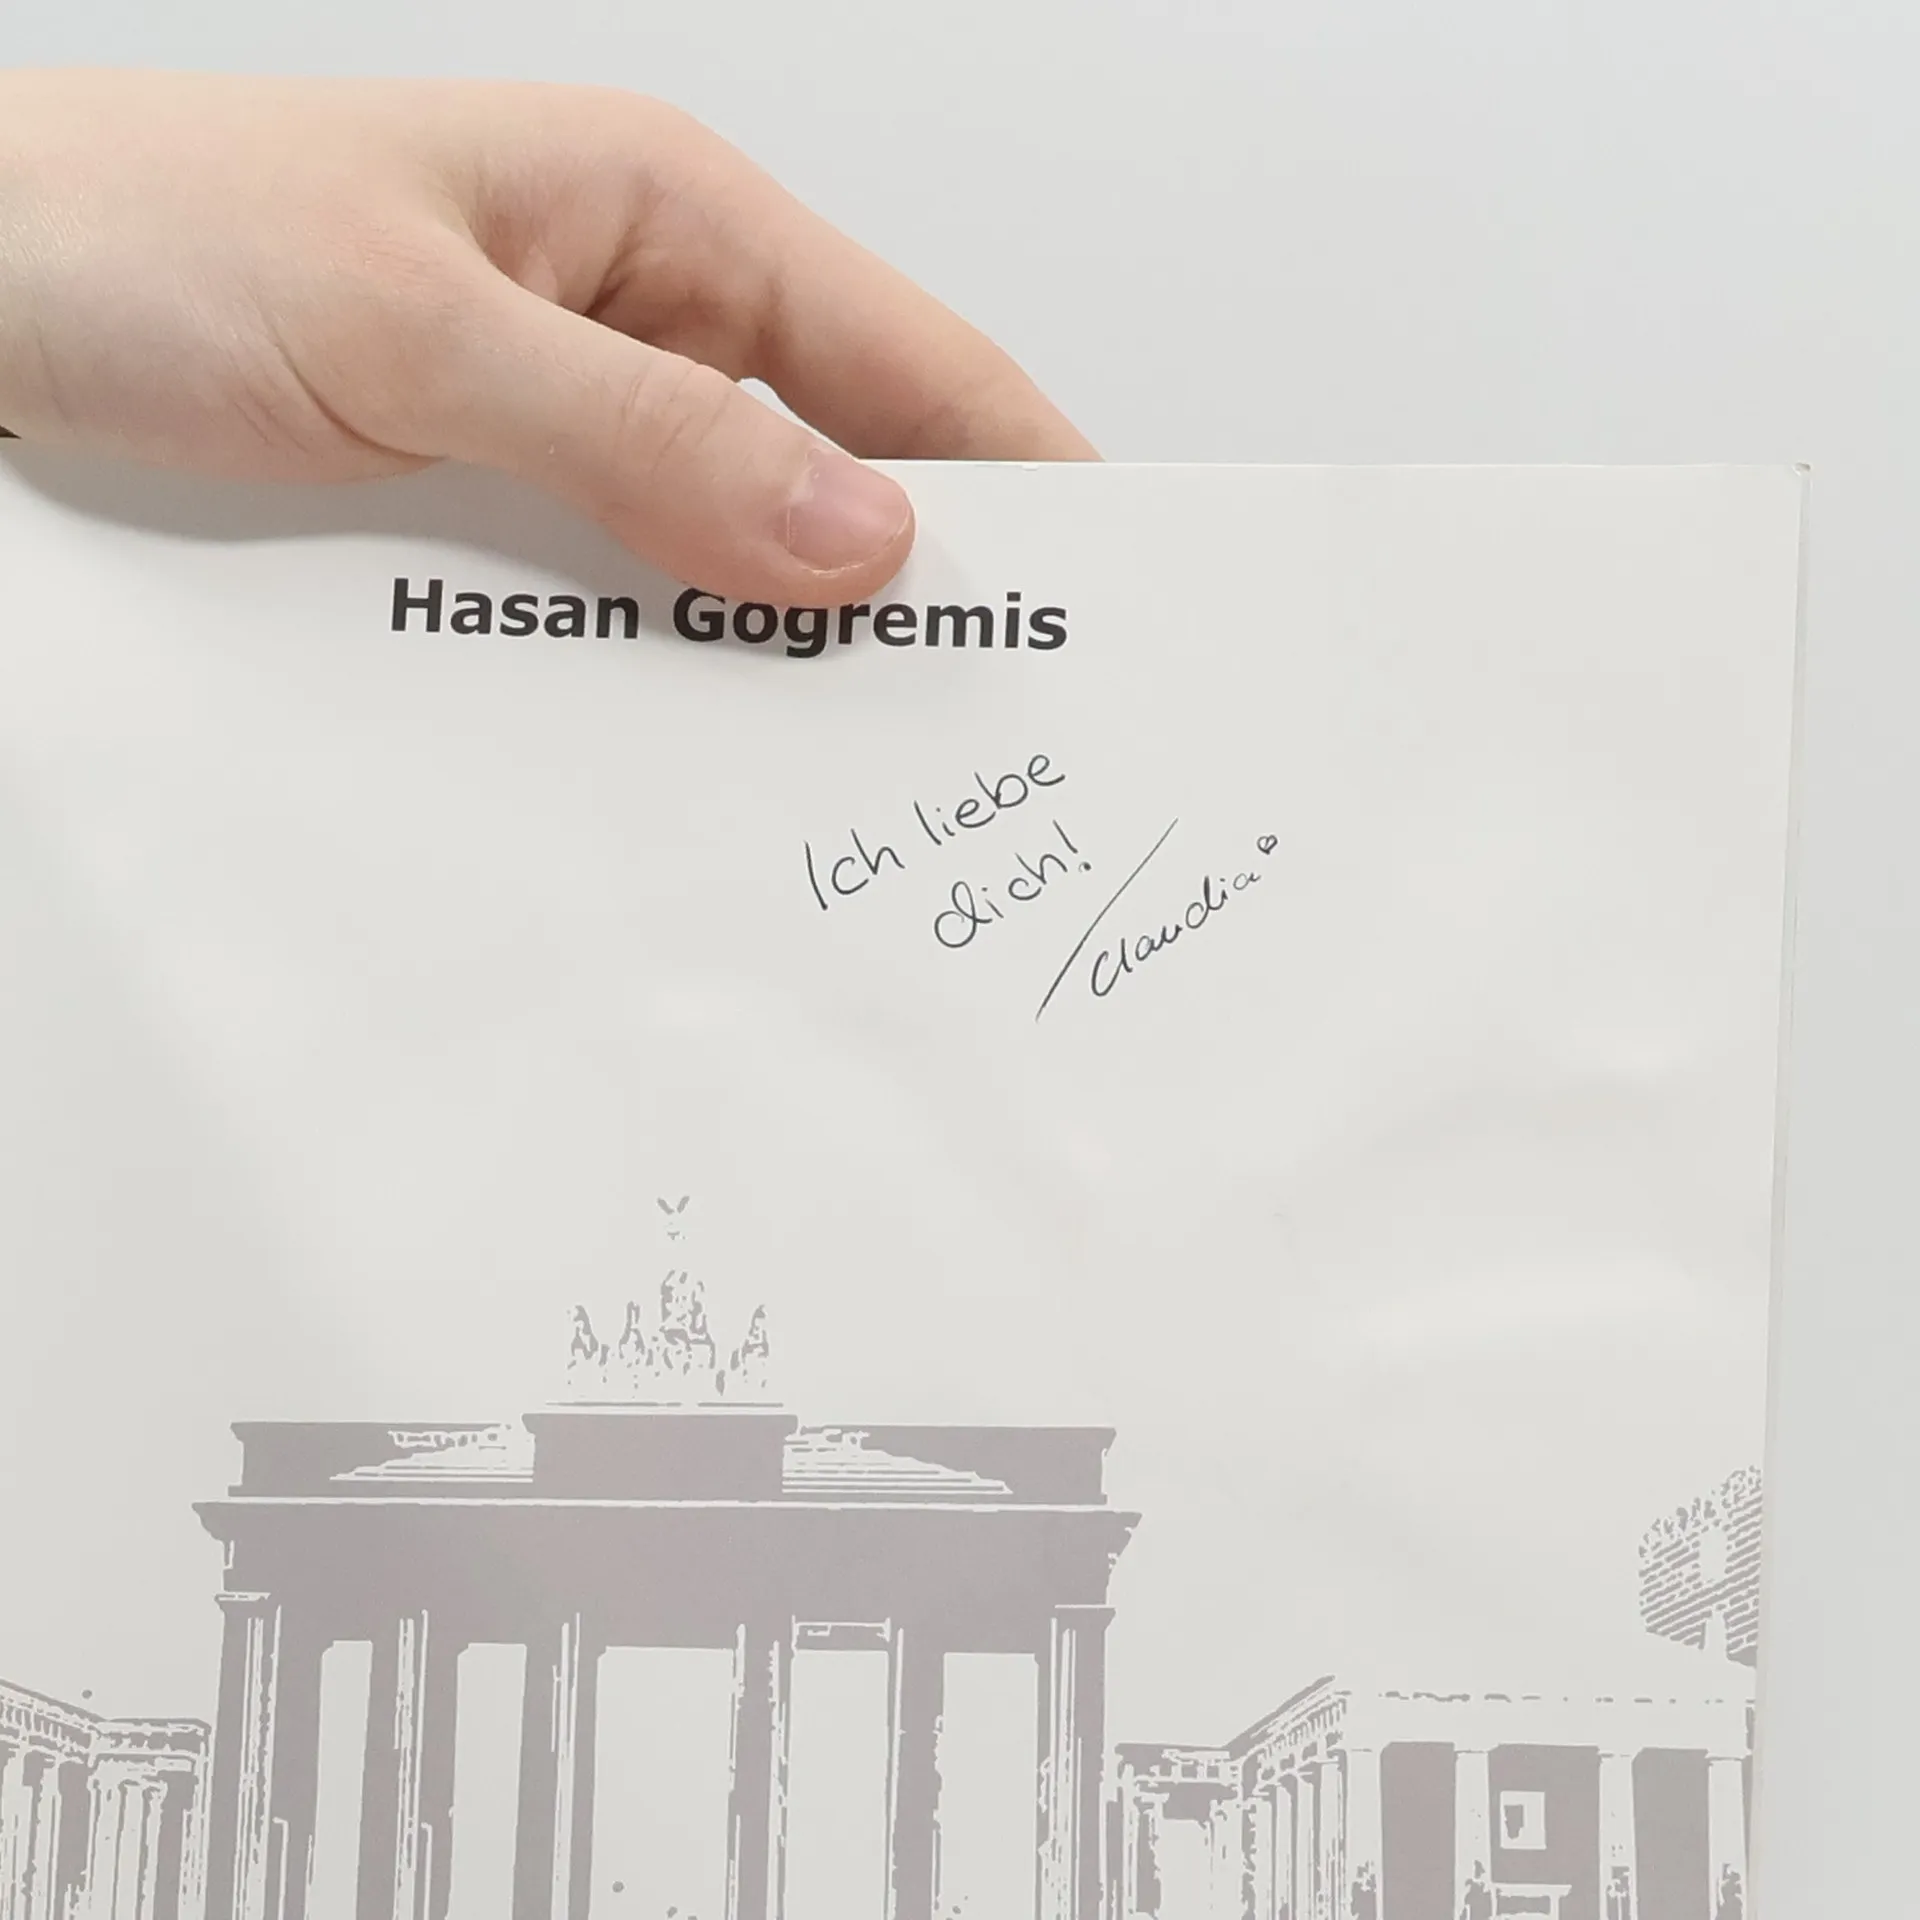 Hasan Gogremis
Ich liebe
dich!
Claudia